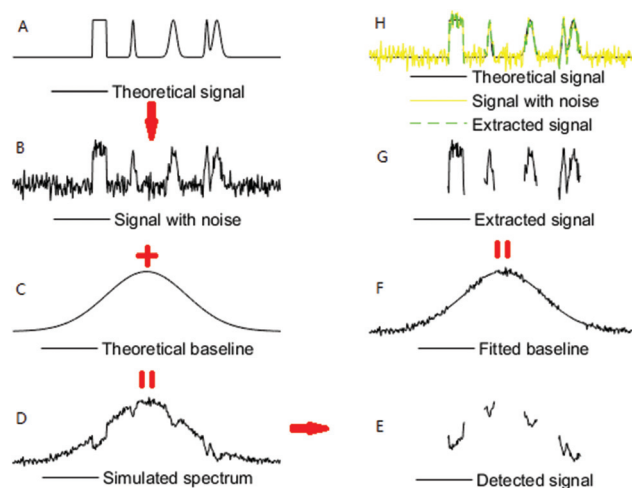 A
Theoretical signal
B
Signal with noise
C
Theoretical baseline
D
Simulated spectrum
H
Theoretical signal
Signal with noise
Extracted signal
G
Extracted signal
F
Fitted baseline
E
Detected signal